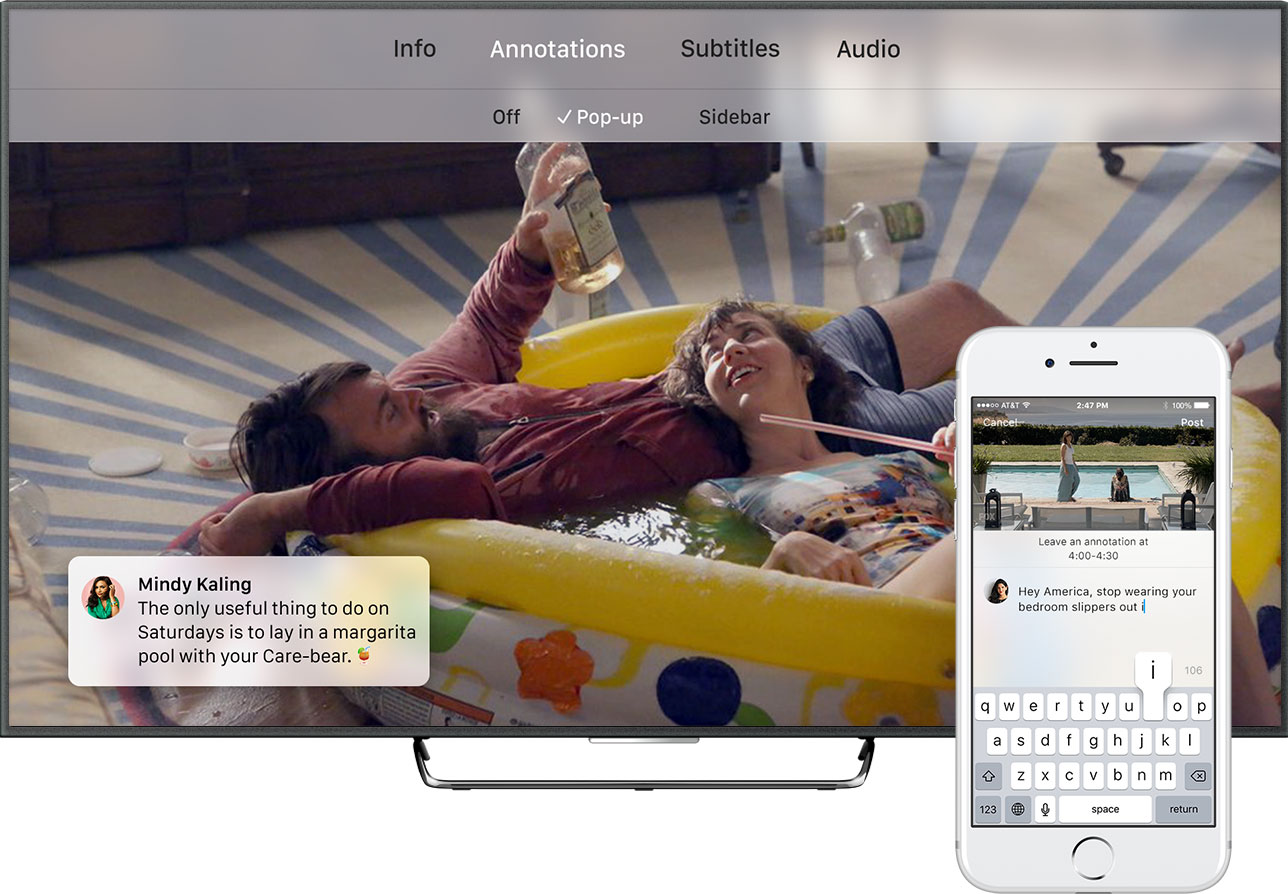 Info Annotations Subtitles Audio
Off ✓ Pop-up Sidebar
Mindy Kaling
The only useful thing to do on
Saturdays is to lay in a margarita
pool with your Care-bear. 🍹
AT&T 2:47 PM 100%
Cancel Post
Leave an annotation at
4:00-4:30
Hey America, stop wearing your
bedroom slippers out i
i
106
q w e r t y u o p
a s d f g h j k l
z x c v b n m
123 space return